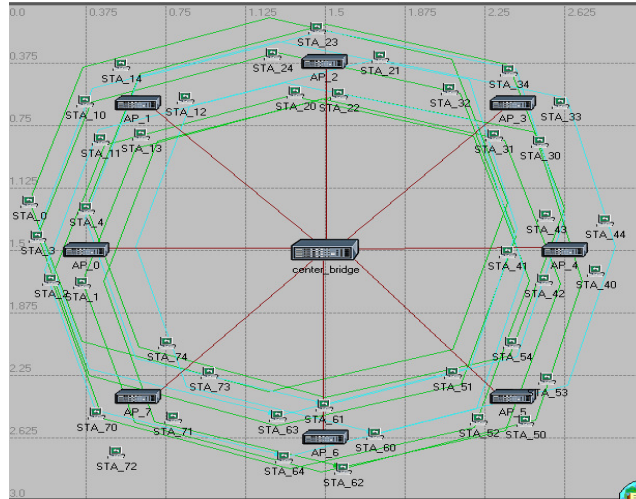 0.0 0.375 0.75 1.125 1.5 1.875 2.25 2.625
STA_23
0.375
STA_24 AP_2 STA_21
STA_14 STA_34
STA_10 AP_1 STA_12 STA_20 STA_22 STA_32 AP_3 STA_33
0.75
STA_11 STA_13 STA_31 STA_30
1.125
STA_0 STA_4 STA_43 STA_44
STA_3
1.5
AP_0 center_bridge STA_41 AP_4
STA_2 STA_1 STA_42 STA_40
1.875
STA_74 STA_54
2.25
STA_73 STA_51 STA_53
AP_7 STA_61 AP_5
STA_70 STA_71 STA_63 STA_52 STA_50
2.625
AP_6 STA_60
STA_72 STA_64 STA_62
3.0